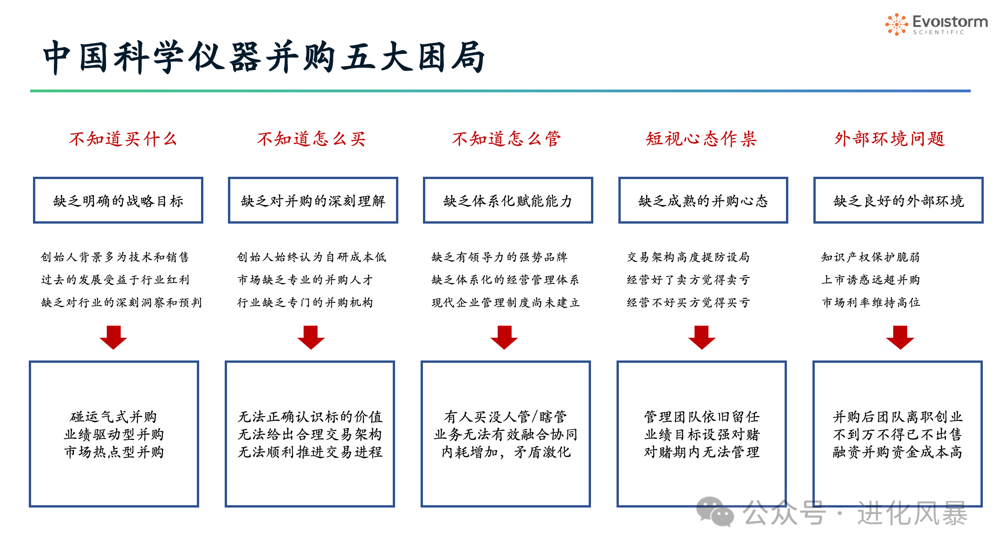 Evoistorm
SCIENTIFIC
中国科学仪器并购五大困局
不知道买什么
缺乏明确的战略目标
创始人背景多为技术和销售
过去的发展受益于行业红利
缺乏对行业的深刻洞察和预判
碰运气式并购
业绩驱动型并购
市场热点型并购
不知道怎么买
缺乏对并购的深刻理解
创始人始终认为自研成本低
市场缺乏专业的并购人才
行业缺乏专门的并购机构
无法正确认识标的价值
无法给出合理交易架构
无法顺利推进交易进程
不知道怎么管
缺乏体系化赋能能力
缺乏有领导力的强势品牌
缺乏体系化的经营管理体系
现代企业管理制度尚未建立
有人买没人管/瞎管
业务无法有效融合协同
内耗增加，矛盾激化
短视心态作祟
缺乏成熟的并购心态
交易架构高度提防设局
经营好了卖方觉得卖亏
经营不好买方觉得买亏
管理团队依旧留任
业绩目标设强对赌
对赌期内无法管理
外部环境问题
缺乏良好的外部环境
知识产权保护脆弱
上市诱惑远超并购
市场利率维持高位
并购后团队离职创业
不到万不得已不出售
融资并购资金成本高
公众号 · 进化风暴